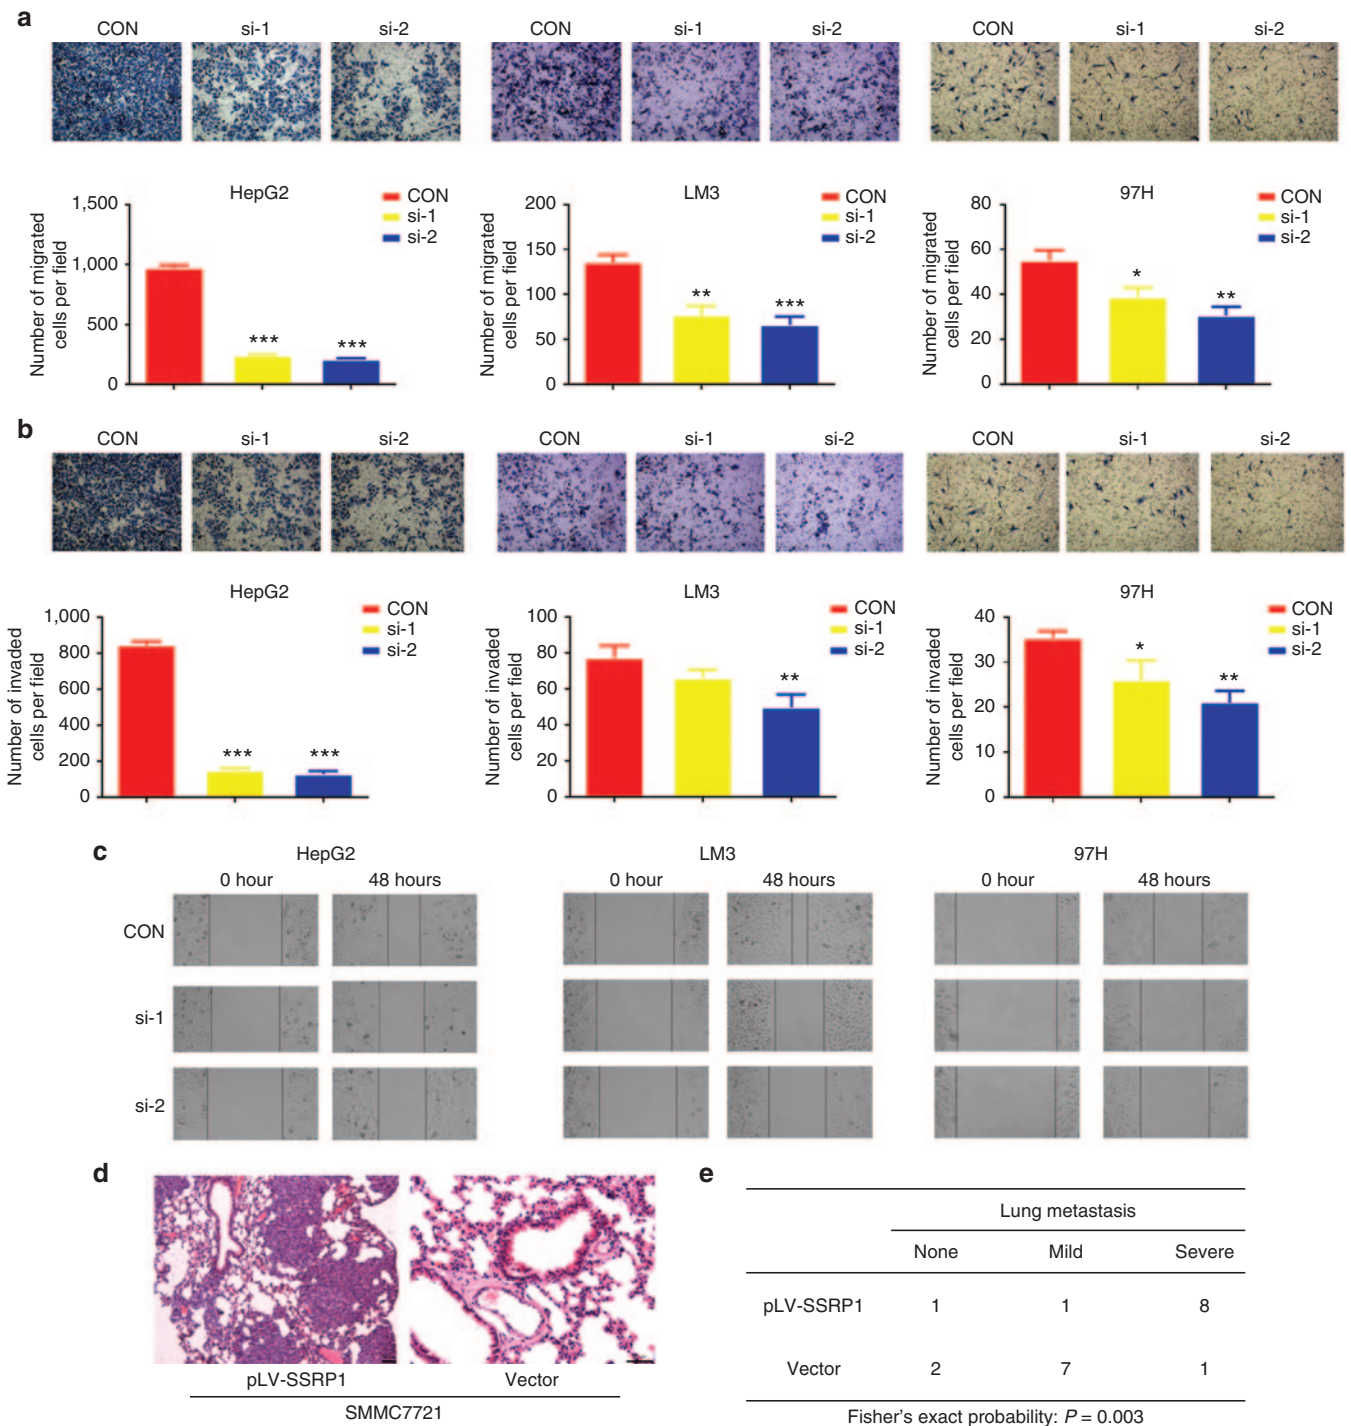 a
CON si-1 si-2 CON si-1 si-2 CON si-1 si-2
HepG2
Number of migrated
cells per field
1,500
1,000
500
0
*** ***
CON
si-1
si-2
LM3
Number of migrated
cells per field
200
150
100
50
0
** ***
CON
si-1
si-2
97H
Number of migrated
cells per field
80
60
40
20
0
* **
CON
si-1
si-2
b
CON si-1 si-2 CON si-1 si-2 CON si-1 si-2
HepG2
Number of invaded
cells per field
1,000
800
600
400
200
0
*** ***
CON
si-1
si-2
LM3
Number of invaded
cells per field
100
80
60
40
20
0
**
CON
si-1
si-2
97H
Number of invaded
cells per field
40
30
20
10
0
* **
CON
si-1
si-2
c
HepG2 LM3 97H
0 hour 48 hours 0 hour 48 hours 0 hour 48 hours
CON
si-1
si-2
d
pLV-SSRP1 Vector
SMMC7721
e
Lung metastasis
None Mild Severe
pLV-SSRP1 1 1 8
Vector 2 7 1
Fisher's exact probability: P = 0.003